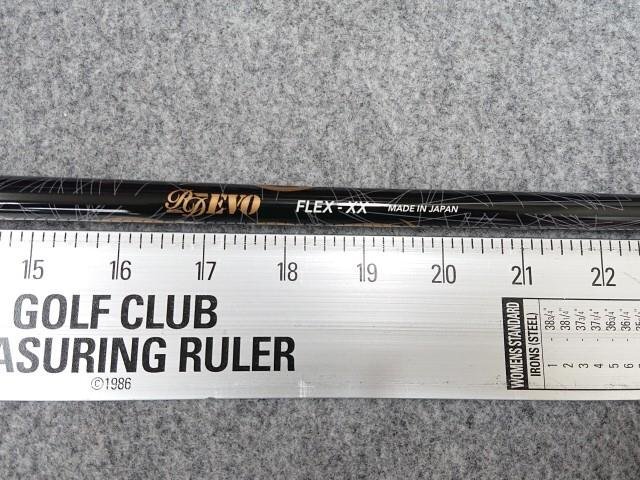 EVO FLEX - XX MADE IN JAPAN
15 16 17 18 19 20 21 22
GOLF CLUB
ASURING RULER
©1986
WOMENS STANDARD
IRONS (STEEL)
1 2 3 4 5 6
38¾" 38¼" 37¾" 37¼" 36¾" 36¼"